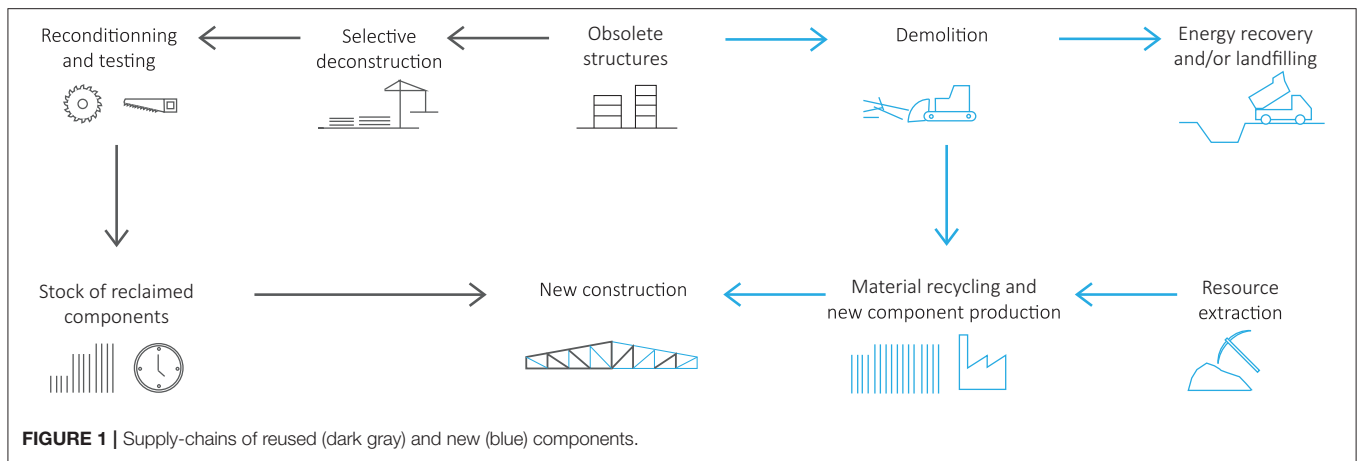 Reconditionning
and testing
Selective
deconstruction
Obsolete
structures
Demolition
Energy recovery
and/or landfilling
Stock of reclaimed
components
New construction
Material recycling and
new component production
Resource
extraction
FIGURE 1 | Supply-chains of reused (dark gray) and new (blue) components.